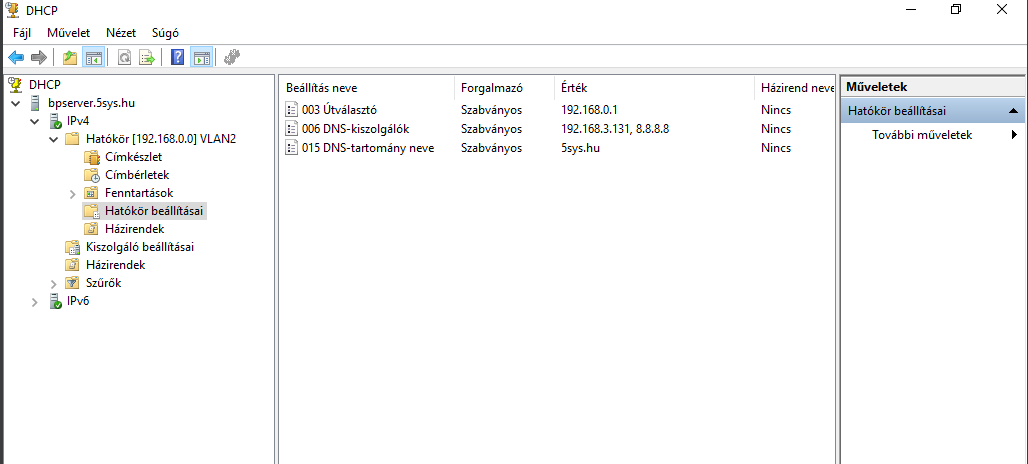 DHCP
Fájl Művelet Nézet Súgó
DHCP
bpserver.5sys.hu
IPv4
Hatókör [192.168.0.0] VLAN2
Címkészlet
Címbérletek
Fenntartások
Hatókör beállításai
Házirendek
Kiszolgáló beállításai
Házirendek
Szűrők
IPv6
Beállítás neve Forgalmazó Érték Házirend neve
003 Útválasztó Szabványos 192.168.0.1 Nincs
006 DNS-kiszolgálók Szabványos 192.168.3.131, 8.8.8.8 Nincs
015 DNS-tartomány neve Szabványos 5sys.hu Nincs
Műveletek
Hatókör beállításai
További műveletek